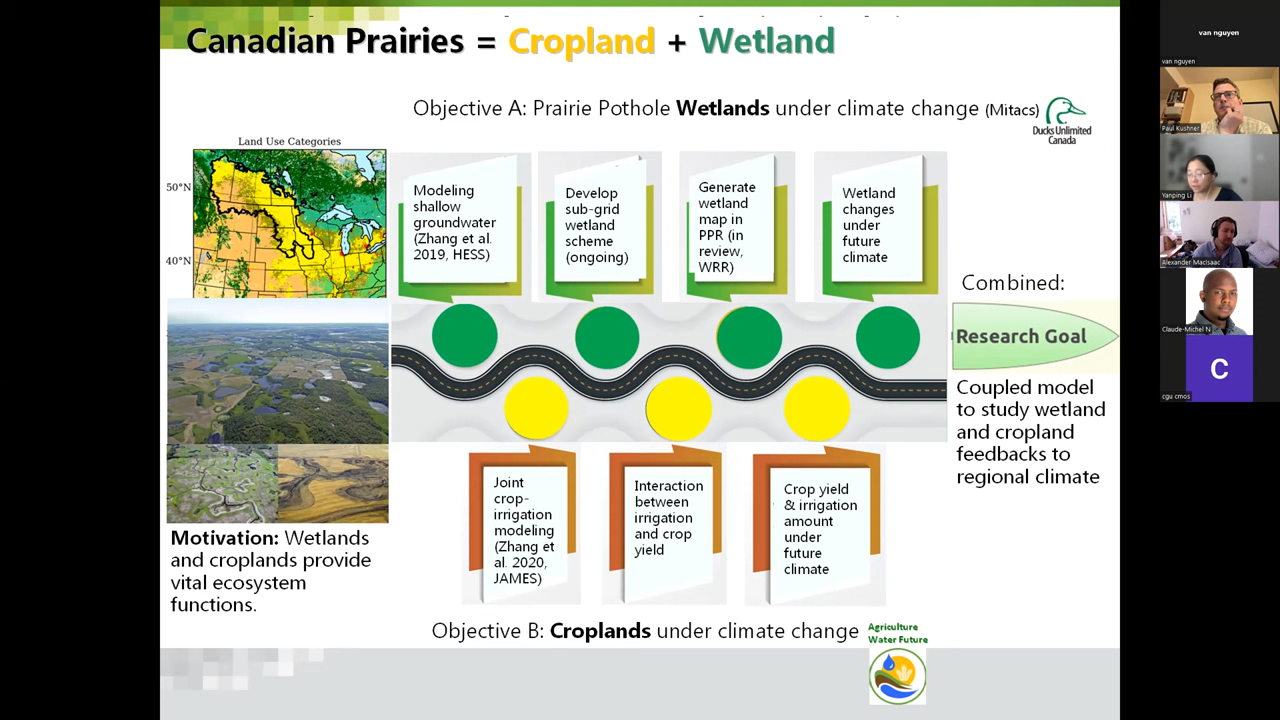 Canadian Prairies = Cropland + Wetland
Objective A: Prairie Pothole Wetlands under climate change (Mitacs)
Ducks Unlimited
Canada
Land Use Categories
50°N
40°N
Modeling
shallow
groundwater
(Zhang et al.
2019, HESS)
Develop
sub-grid
wetland
scheme
(ongoing)
Generate
wetland
map in
PPR (in
review,
WRR)
Wetland
changes
under
future
climate
Combined:
Research Goal
Coupled model
to study wetland
and cropland
feedbacks to
regional climate
Joint
crop-
irrigation
modeling
(Zhang et
al. 2020,
JAMES)
Interaction
between
irrigation
and crop
yield
Crop yield
& irrigation
amount
under
future
climate
Motivation: Wetlands
and croplands provide
vital ecosystem
functions.
Objective B: Croplands under climate change
Agriculture
Water Future
van nguyen
van nguyen
Paul Kushner
Yanping Li
Alexander MacIsaac
Claude-Michel N
C
cgu cmos